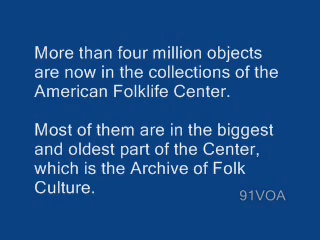 More than four million objects
are now in the collections of the
American Folklife Center.
Most of them are in the biggest
and oldest part of the Center,
which is the Archive of Folk
Culture.
91VOA